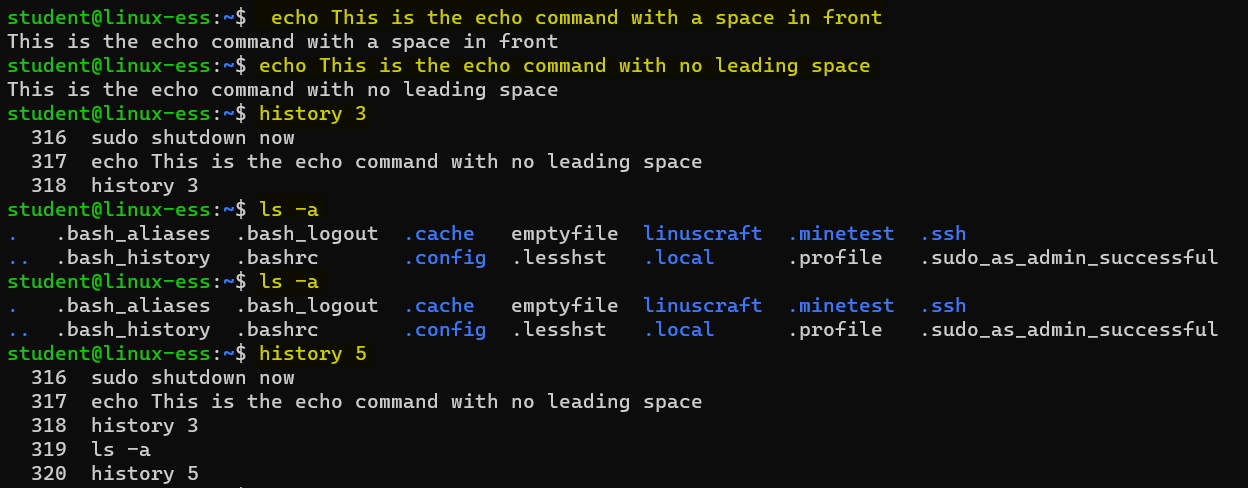 student@linux-ess:~$  echo This is the echo command with a space in front
This is the echo command with a space in front
student@linux-ess:~$ echo This is the echo command with no leading space
This is the echo command with no leading space
student@linux-ess:~$ history 3
  316  sudo shutdown now
  317  echo This is the echo command with no leading space
  318  history 3
student@linux-ess:~$ ls -a
.   .bash_aliases  .bash_logout  .cache   emptyfile  linuscraft  .minetest  .ssh
..  .bash_history  .bashrc       .config  .lesshst   .local      .profile   .sudo_as_admin_successful
student@linux-ess:~$ ls -a
.   .bash_aliases  .bash_logout  .cache   emptyfile  linuscraft  .minetest  .ssh
..  .bash_history  .bashrc       .config  .lesshst   .local      .profile   .sudo_as_admin_successful
student@linux-ess:~$ history 5
  316  sudo shutdown now
  317  echo This is the echo command with no leading space
  318  history 3
  319  ls -a
  320  history 5